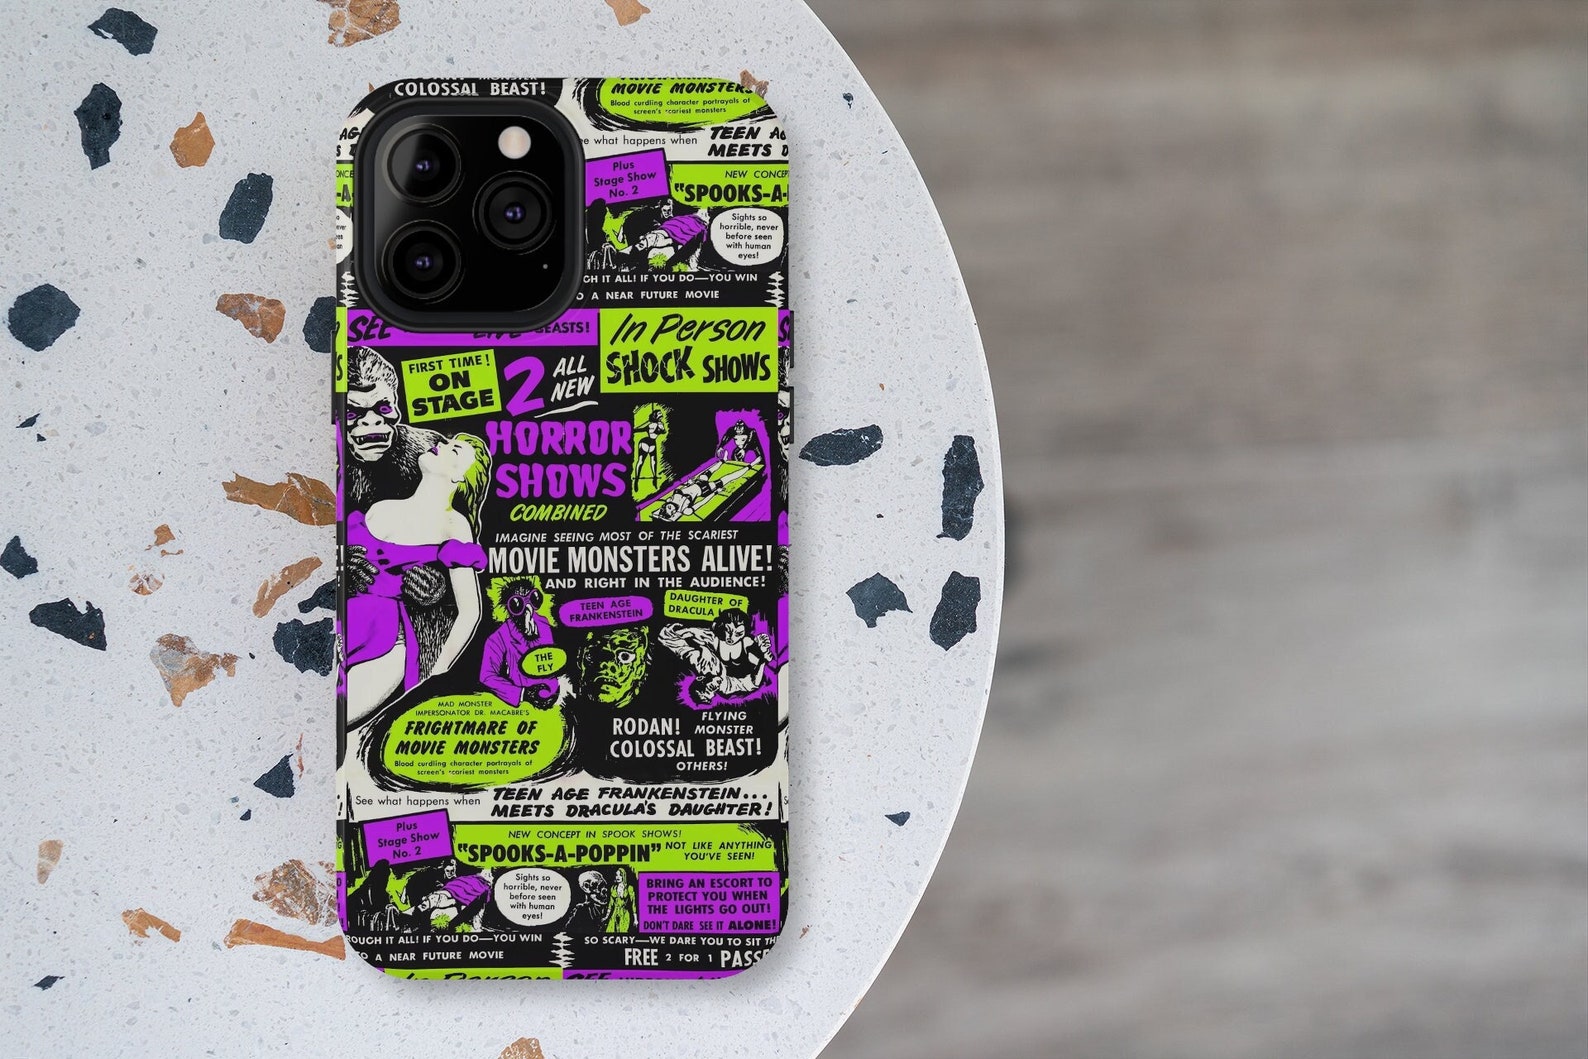 COLOSSAL BEAST!
MOVIE MONSTERS
Blood curdling character portrayals of
screen's scariest monsters
what happens when
TEEN
MEETS
Plus
Stage Show
No. 2
NEW
"SPOOKS-A-
Sights so
horrible, never
before seen
with human
eyes!
IT ALL! IF YOU DO—YOU WIN
A NEAR FUTURE MOVIE
SEE
BEASTS!
In Person
SHOCK SHOWS
FIRST TIME!
ON
STAGE
2 ALL
NEW
HORROR
SHOWS
COMBINED
IMAGINE SEEING MOST OF THE SCARIEST
MOVIE MONSTERS ALIVE!
AND RIGHT IN THE AUDIENCE!
TEEN AGE
FRANKENSTEIN
DAUGHTER OF
DRACULA
THE
FLY
MAD MONSTER
IMPERSONATOR DR. MACABRE'S
FRIGHTMARE OF
MOVIE MONSTERS
Blood curdling character portrayals of
screen's scariest monsters
RODAN! FLYING
MONSTER
COLOSSAL BEAST!
OTHERS!
See what happens when TEEN AGE FRANKENSTEIN...
MEETS DRACULA'S DAUGHTER!
Plus
Stage Show
No. 2
NEW CONCEPT IN SPOOK SHOWS!
"SPOOKS-A-POPPIN" NOT LIKE ANYTHING
YOU'VE SEEN!
Sights so
horrible, never
before seen
with human
eyes!
BRING AN ESCORT TO
PROTECT YOU WHEN
THE LIGHTS GO OUT!
DON'T DARE SEE IT ALONE!
IT ALL! IF YOU DO—YOU WIN
A NEAR FUTURE MOVIE
SO SCARY—WE DARE YOU TO SIT
FREE 2 FOR 1
In Person
SEE